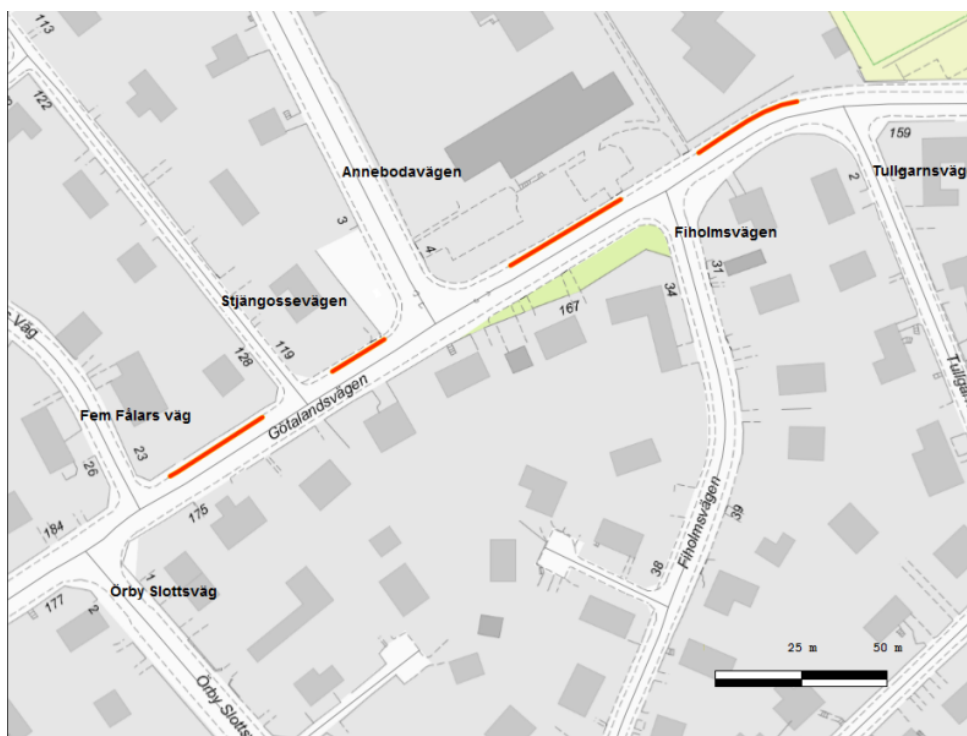 113
122
159
Tullgarnsväg
2
Annebodavägen
3
4
Fiholmsvägen
31
34
167
Stjängossevägen
119
128
Väg
Götalandsvägen
Tullgar
Fem Fålars väg
23
26
175
184
Fiholmsvägen
39
38
Örby Slottsväg
1
2
177
Örby Slotts
25 m
50 m